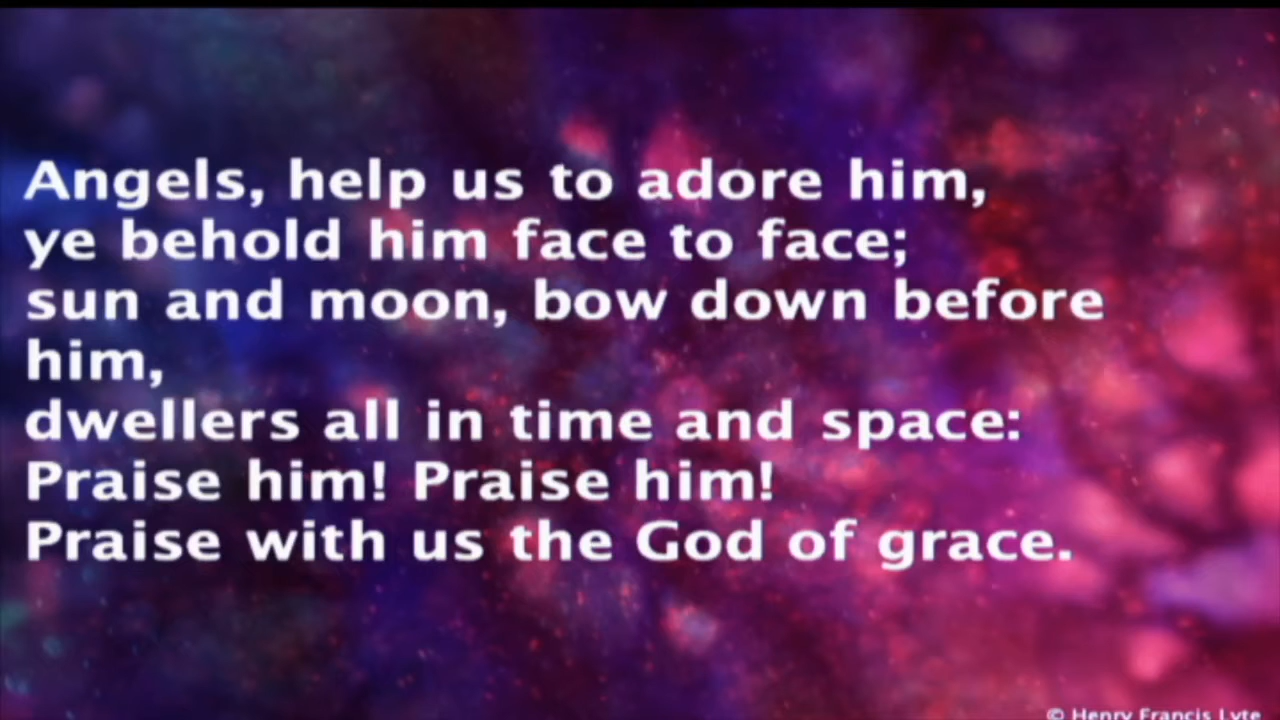 Angels, help us to adore him,
ye behold him face to face;
sun and moon, bow down before
him,
dwellers all in time and space:
Praise him! Praise him!
Praise with us the God of grace.
© Henry Francis Lyte